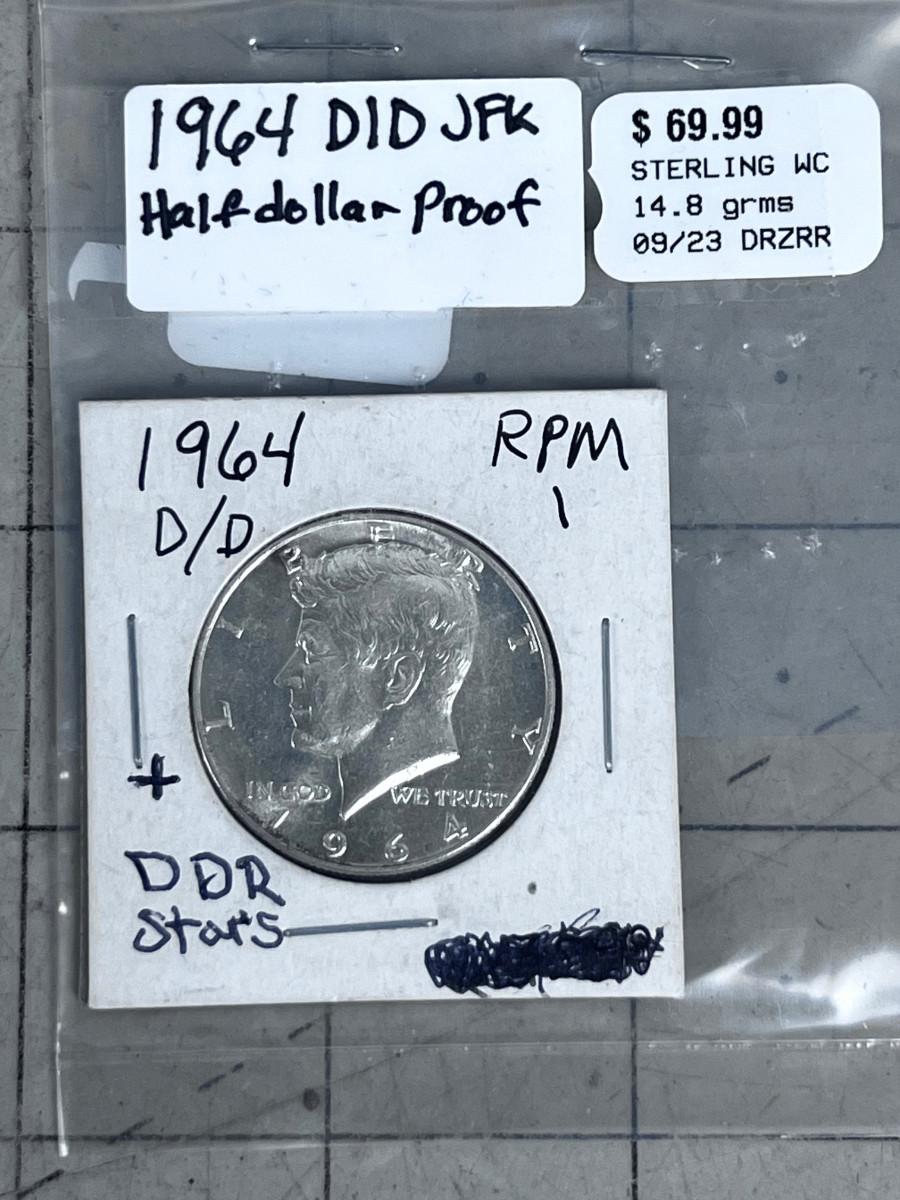 1964 D/D JFK
Half dollar Proof
$ 69.99
STERLING WC
14.8 grms
09/23 DRZRR
1964
D/D
RPM
1
LIBERTY
IN GOD WE TRUST
1964
+
DDR
Stars